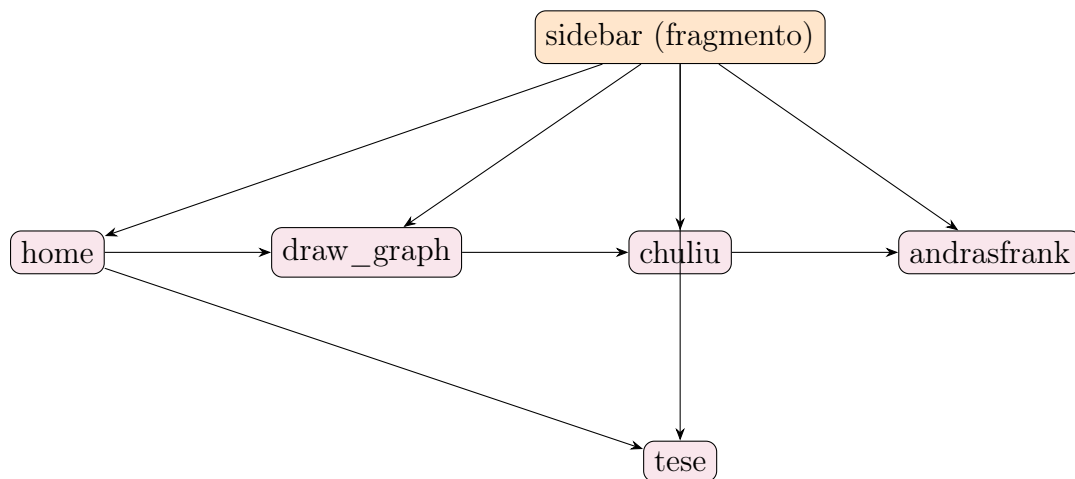 sidebar (fragmento)
home
draw_graph
chuliu
andrasfrank
tese